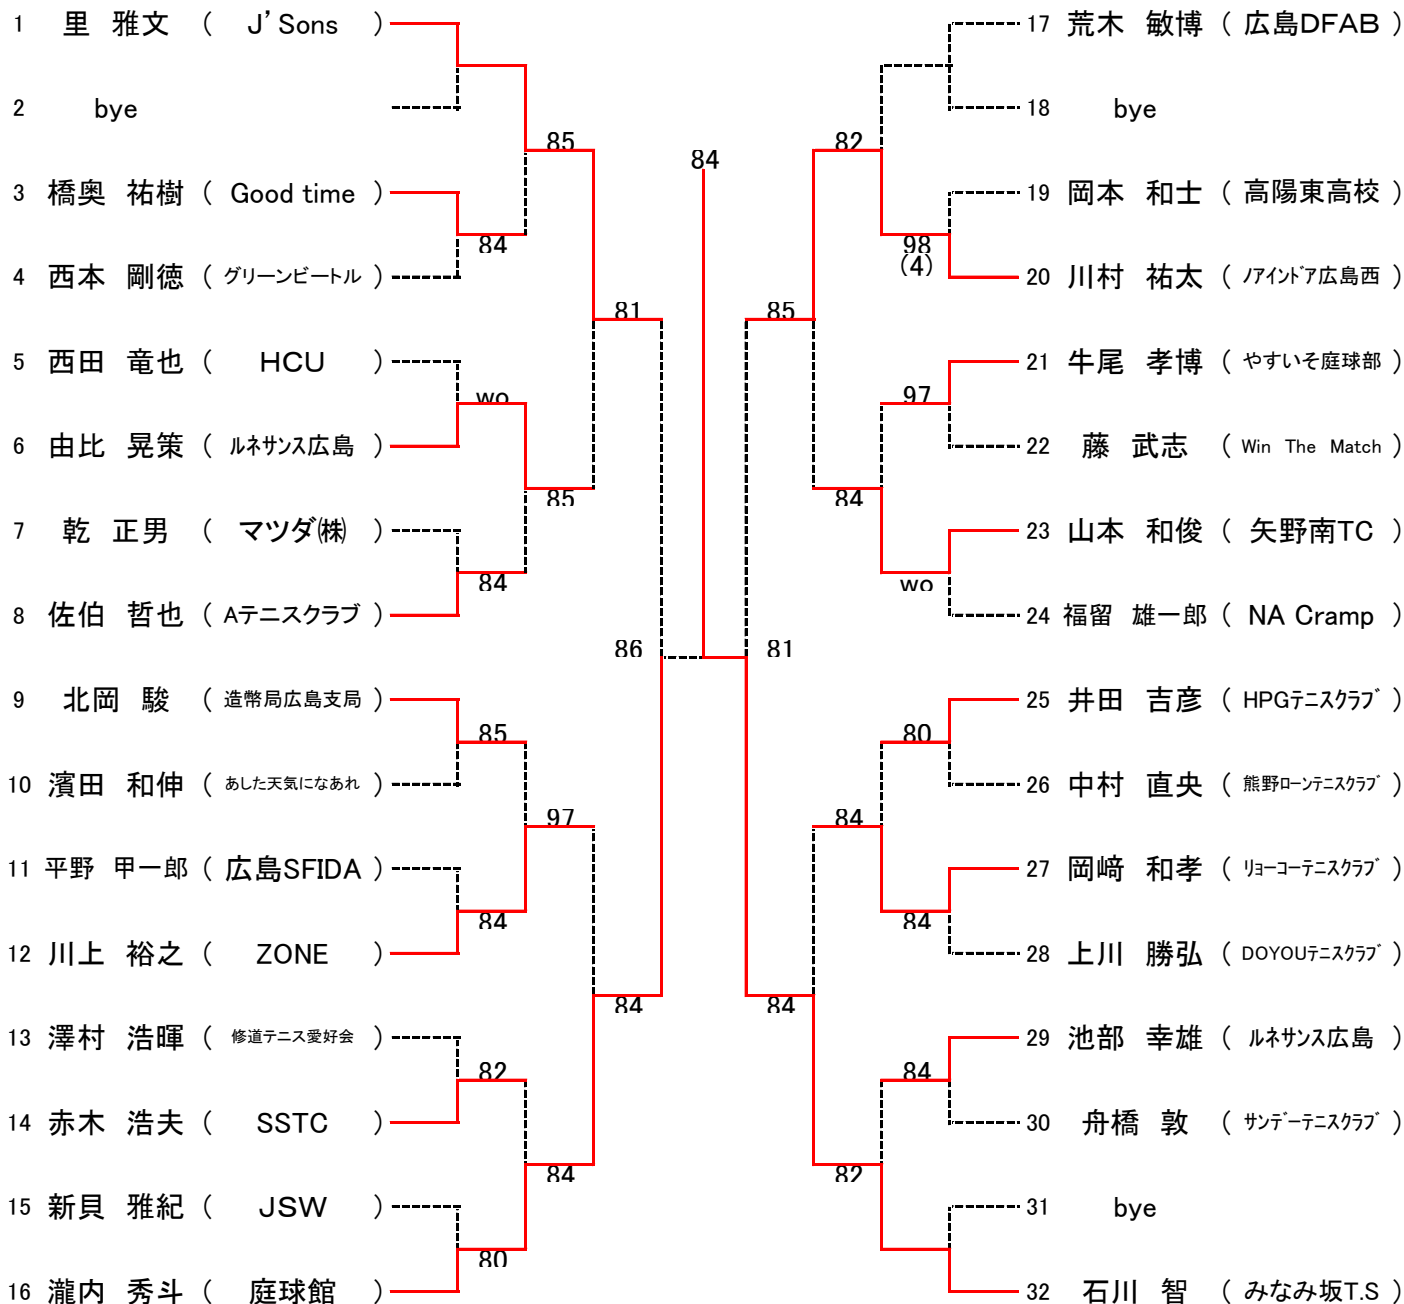 1 里 雅文 ( J' Sons )
2 bye
85
84
3 橋奥 祐樹 ( Good time )
84
4 西本 剛徳 ( グリーンビートル )
81
5 西田 竜也 ( HCU )
wo
6 由比 晃策 ( ルネサンス広島 )
85
7 乾 正男 ( マツダ㈱ )
84
8 佐伯 哲也 ( Aテニスクラブ )
86
9 北岡 駿 ( 造幣局広島支局 )
85
10 濱田 和伸 ( あした天気になあれ )
97
11 平野 甲一郎 ( 広島SFIDA )
84
12 川上 裕之 ( ZONE )
84
13 澤村 浩暉 ( 修道テニス愛好会 )
82
14 赤木 浩夫 ( SSTC )
84
15 新貝 雅紀 ( JSW )
80
16 瀧内 秀斗 ( 庭球館 )
17 荒木 敏博 ( 広島DFAB )
18 bye
82
19 岡本 和士 ( 高陽東高校 )
98
(4)
20 川村 祐太 ( ノアインドア広島西 )
85
21 牛尾 孝博 ( やすいそ庭球部 )
97
22 藤 武志 ( Win The Match )
84
23 山本 和俊 ( 矢野南TC )
wo
24 福留 雄一郎 ( NA Cramp )
81
25 井田 吉彦 ( HPGテニスクラブ )
80
26 中村 直央 ( 熊野ローンテニスクラブ )
84
27 岡﨑 和孝 ( リョーコーテニスクラブ )
84
28 上川 勝弘 ( DOYOUテニスクラブ )
84
29 池部 幸雄 ( ルネサンス広島 )
84
30 舟橋 敦 ( サンデーテニスクラブ )
82
31 bye
32 石川 智 ( みなみ坂T.S )